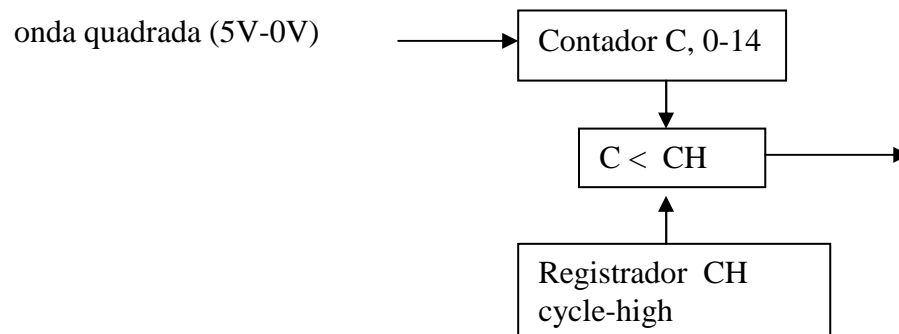 onda quadrada (5V-0V)
Contador C, 0-14
C < CH
Registrador CH
cycle-high